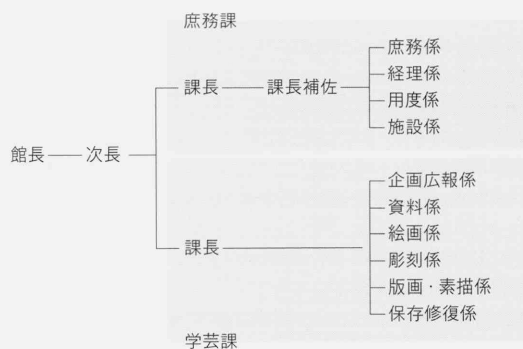 庶務課
庶務係
経理係
課長 課長補佐
用度係
施設係
館長 次長
企画広報係
資料係
絵画係
課長
彫刻係
版画・素描係
保存修復係
学芸課